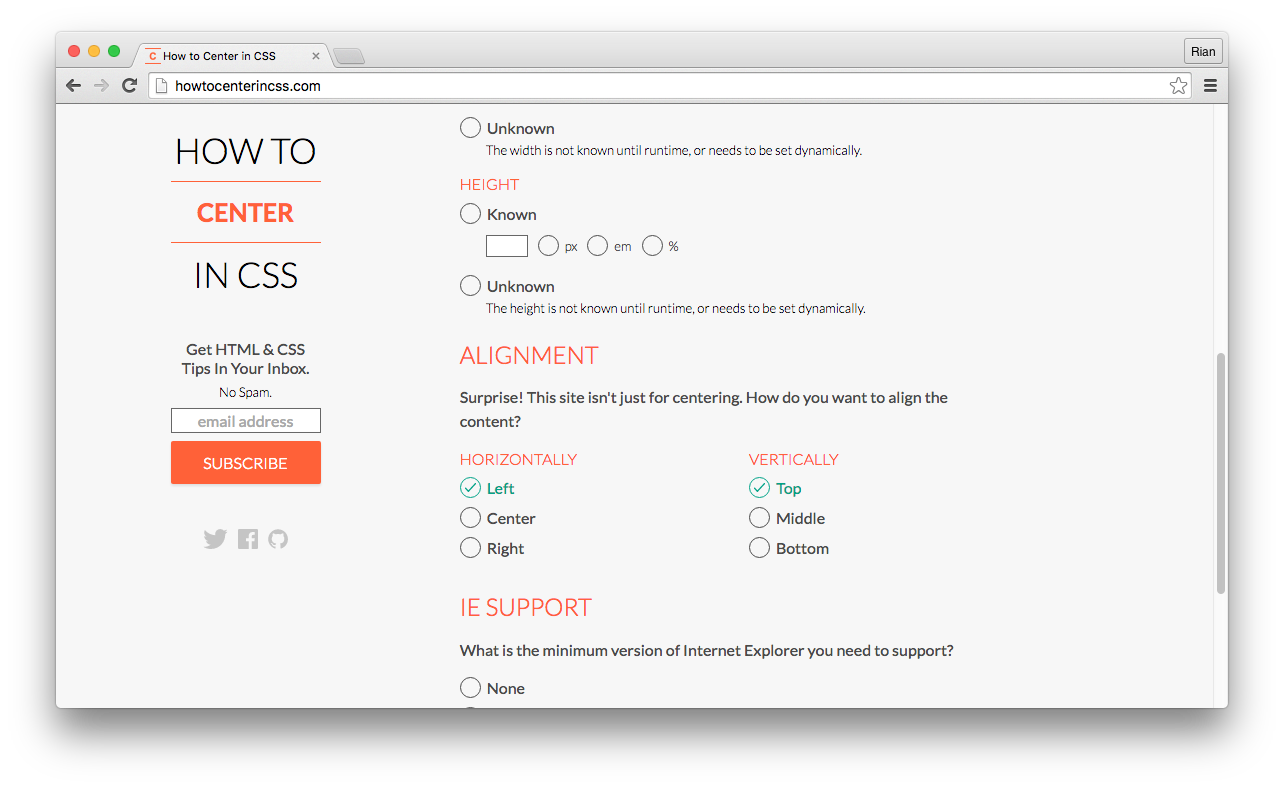 C How to Center in CSS
Rian
howtocenterincss.com
HOW TO
CENTER
IN CSS
Get HTML & CSS
Tips In Your Inbox.
No Spam.
email address
SUBSCRIBE
Unknown
The width is not known until runtime, or needs to be set dynamically.
HEIGHT
Known
px em %
Unknown
The height is not known until runtime, or needs to be set dynamically.
ALIGNMENT
Surprise! This site isn't just for centering. How do you want to align the
content?
HORIZONTALLY
Left
Center
Right
VERTICALLY
Top
Middle
Bottom
IE SUPPORT
What is the minimum version of Internet Explorer you need to support?
None